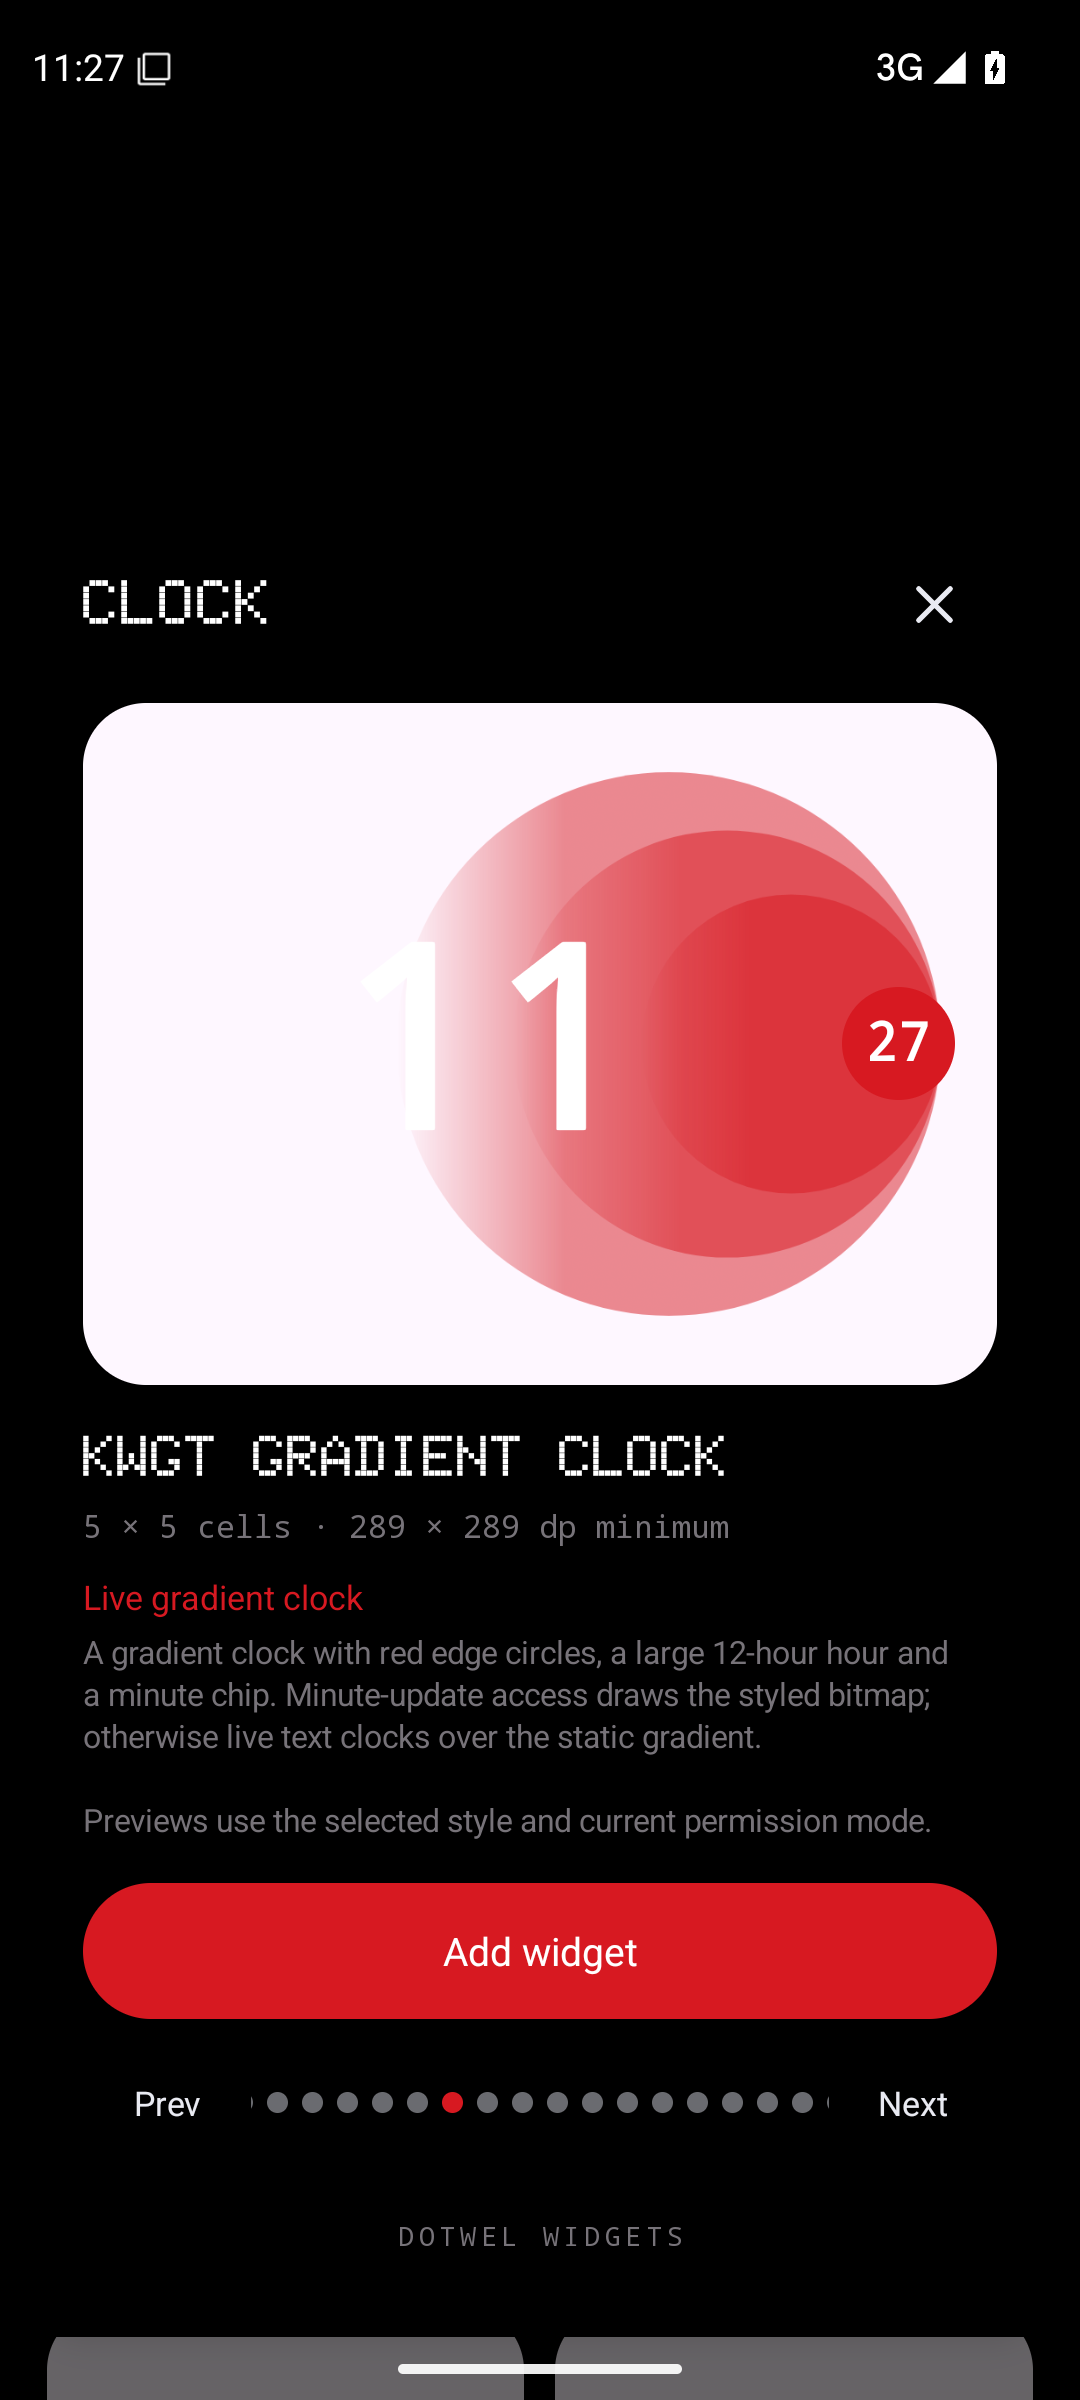 11:27
3G
CLOCK
11
27
KWGT GRADIENT CLOCK
5 × 5 cells · 289 × 289 dp minimum
Live gradient clock
A gradient clock with red edge circles, a large 12-hour hour and
a minute chip. Minute-update access draws the styled bitmap;
otherwise live text clocks over the static gradient.
Previews use the selected style and current permission mode.
Add widget
Prev
Next
DOTWEL WIDGETS